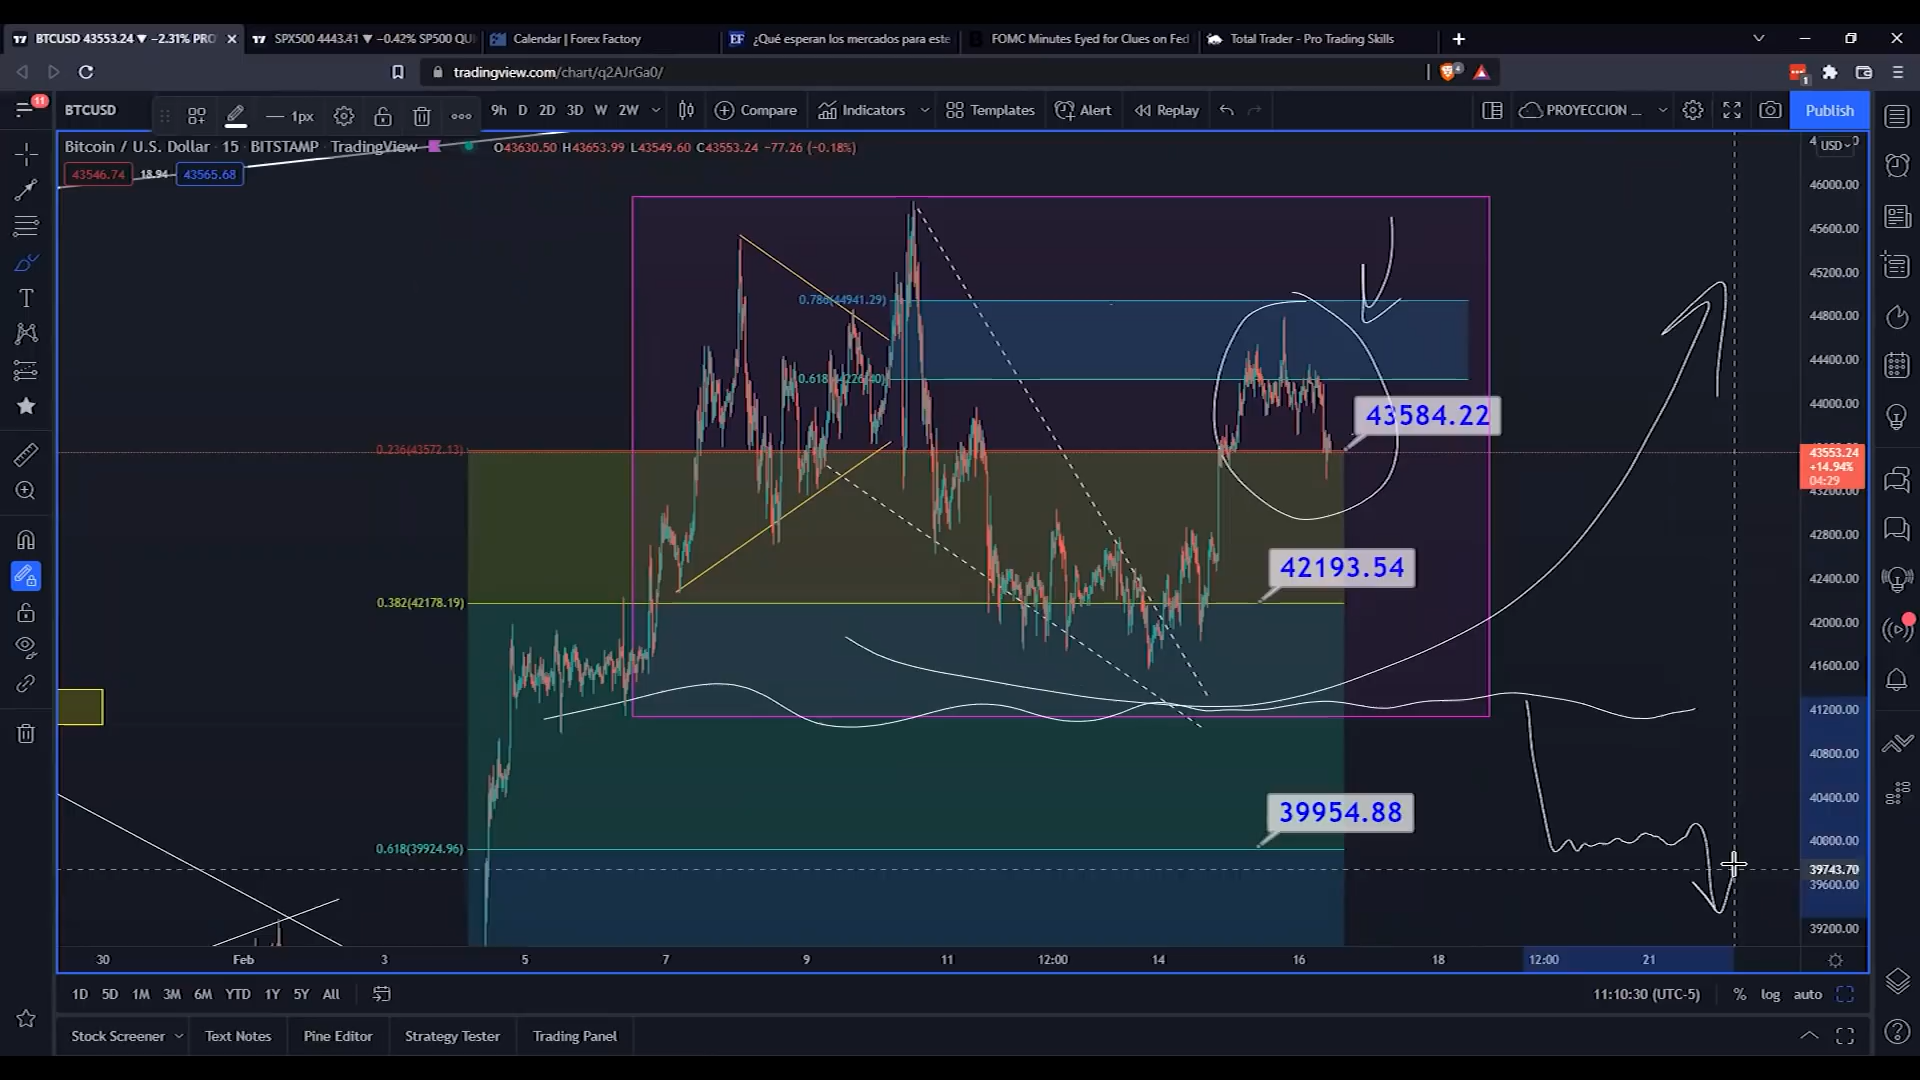 BTCUSD 43553.24 ▼ −2.31% PRO
SPX500 4443.41 ▼ −0.42% SP500 QUI
Calendar | Forex Factory
EF ¿Qué esperan los mercados para este
FOMC Minutes Eyed for Clues on Fed
Total Trader - Pro Trading Skills
tradingview.com/chart/q2AJrGa0/
11
BTCUSD
1px
9h D 2D 3D W 2W
Compare
Indicators
Templates
Alert
Replay
PROYECCION ...
Publish
Bitcoin / U.S. Dollar · 15 · BITSTAMP · TradingView
O43630.50 H43653.99 L43549.60 C43553.24 −77.26 (−0.18%)
USD
43546.74 18.94 43565.68
46000.00
45600.00
45200.00
44800.00
44400.00
44000.00
43553.24
+14.94%
04:29
43200.00
42800.00
42400.00
42000.00
41600.00
41200.00
40800.00
40400.00
40000.00
39743.70
39600.00
39200.00
0.786(44941.29)
0.618(44226.40)
43584.22
0.236(43572.13)
42193.54
0.382(42178.19)
39954.88
0.618(39924.96)
30 Feb 3 5 7 9 11 12:00 14 16 18 12:00 21
1D 5D 1M 3M 6M YTD 1Y 5Y All
11:10:30 (UTC-5) % log auto
Stock Screener Text Notes Pine Editor Strategy Tester Trading Panel